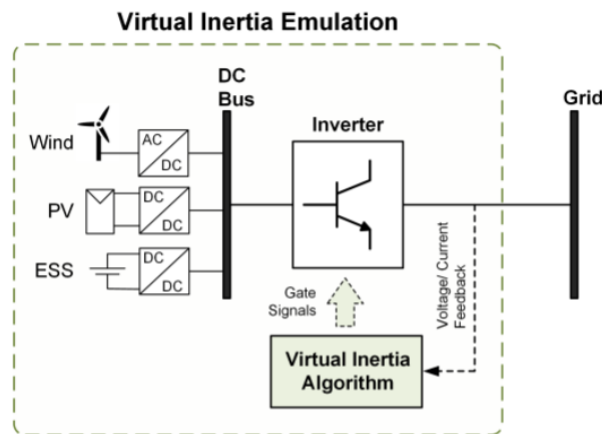 Virtual Inertia Emulation
DC
Bus
Grid
Inverter
Wind
AC
DC
PV
DC
DC
ESS
DC
DC
Gate
Signals
Voltage/ Current
Feedback
Virtual Inertia
Algorithm